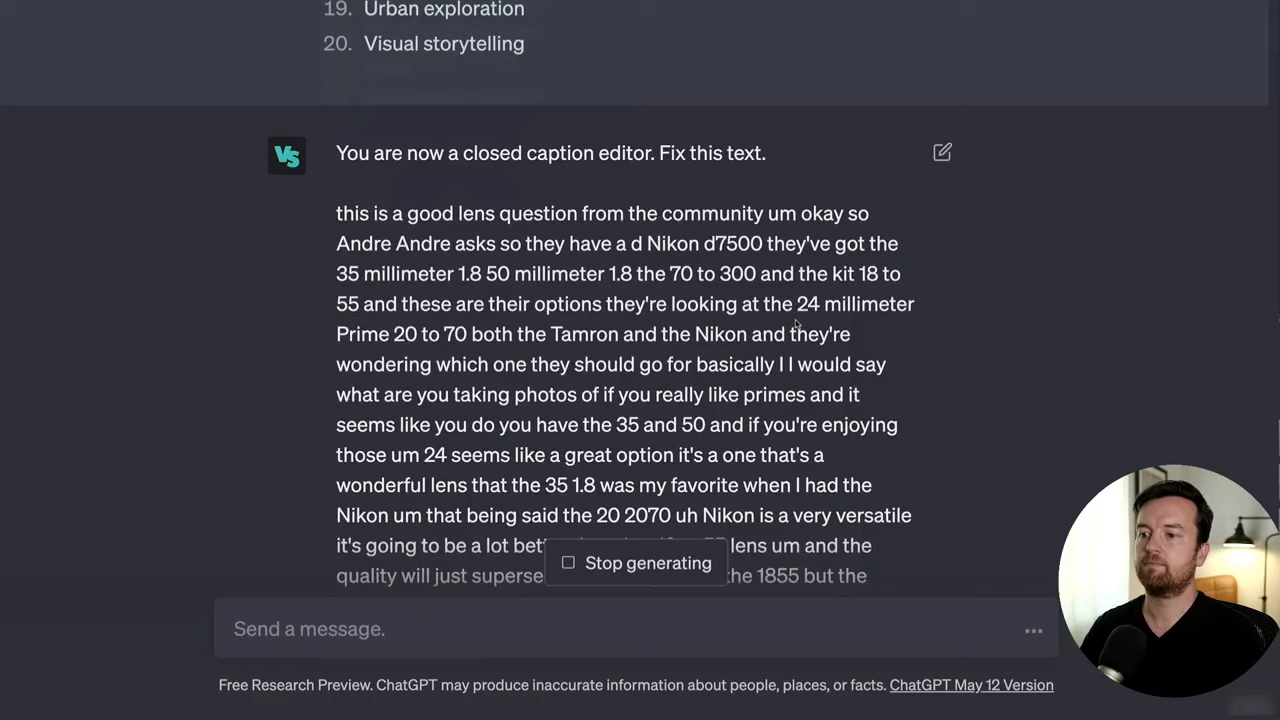 19. Urban exploration
20. Visual storytelling
VS
You are now a closed caption editor. Fix this text.
this is a good lens question from the community um okay so
Andre Andre asks so they have a d Nikon d7500 they've got the
35 millimeter 1.8 50 millimeter 1.8 the 70 to 300 and the kit 18 to
55 and these are their options they're looking at the 24 millimeter
Prime 20 to 70 both the Tamron and the Nikon and they're
wondering which one they should go for basically I I would say
what are you taking photos of if you really like primes and it
seems like you do you have the 35 and 50 and if you're enjoying
those um 24 seems like a great option it's a one that's a
wonderful lens that the 35 1.8 was my favorite when I had the
Nikon um that being said the 20 2070 uh Nikon is a very versatile
it's going to be a lot lens um and the
Stop generating
quality will just the 1855 but the
Send a message.
Free Research Preview. ChatGPT may produce inaccurate information about people, places, or facts. ChatGPT May 12 Version